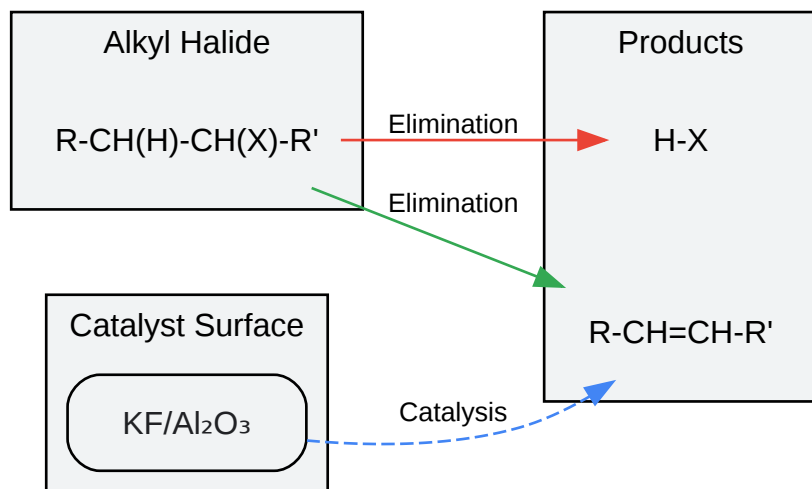 Alkyl Halide
Products
R-CH(H)-CH(X)-R'
Elimination
H-X
Elimination
Catalyst Surface
R-CH=CH-R'
KF/Al₂O₃
Catalysis